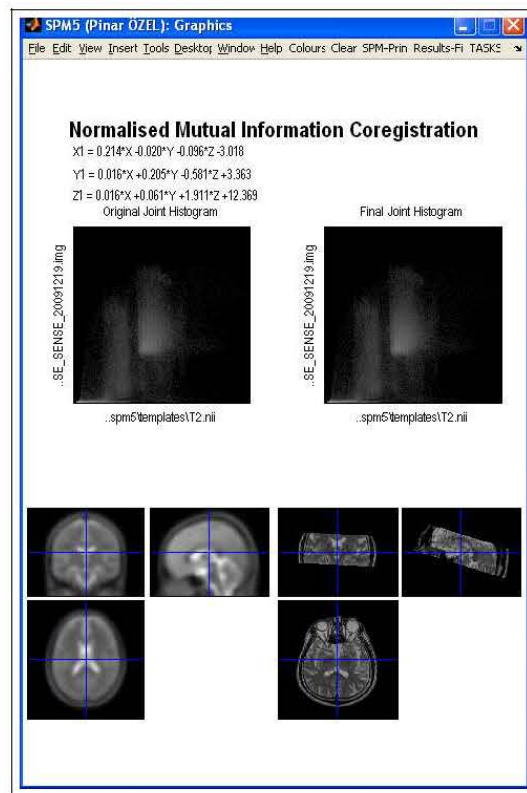 SPM5 (Pinar ÖZEL): Graphics
File Edit View Insert Tools Desktop Window Help Colours Clear SPM-Prin Results-Fi TASKS
Normalised Mutual Information Coregistration
X1 = 0.214*X -0.020*Y -0.096*Z -3.018
Y1 = 0.016*X +0.205*Y -0.581*Z +3.363
Z1 = 0.016*X +0.061*Y +1.911*Z +12.369
Original Joint Histogram
Final Joint Histogram
..SE_SENSE_20091219.img
..SE_SENSE_20091219.img
..spm5\templates\T2.nii
..spm5\templates\T2.nii